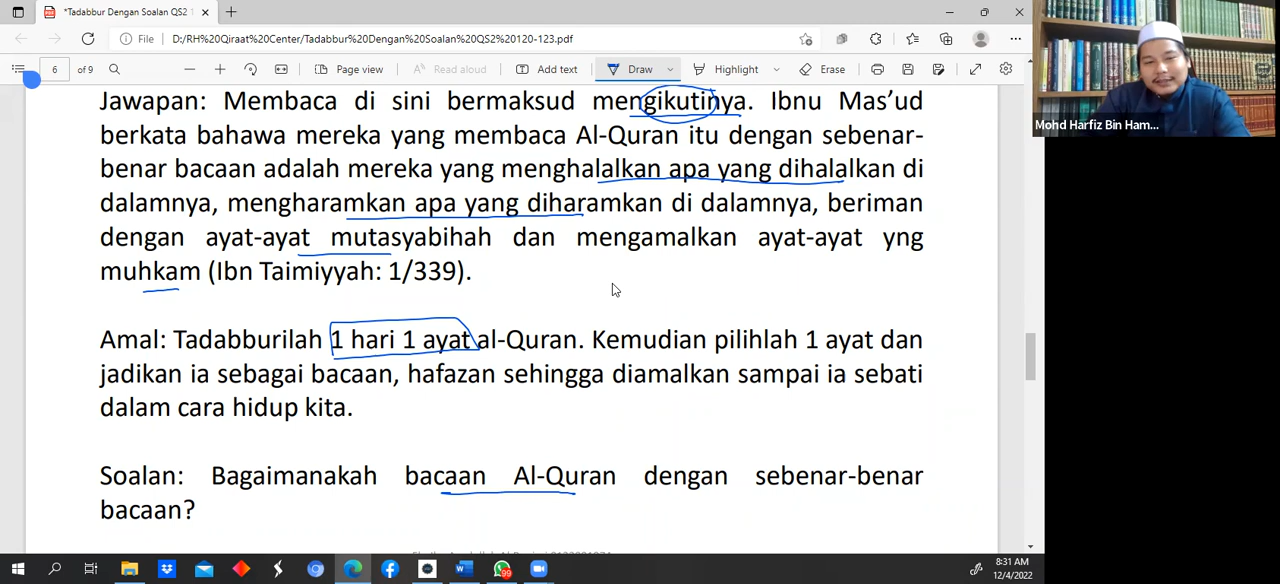 *Tadabbur Dengan Soalan QS2 1
File
D:/RH%20Qiraat%20Center/Tadabbur%20Dengan%20Soalan%20QS2%20120-123.pdf
6 of 9
Page view
Read aloud
Add text
Draw
Highlight
Erase
Jawapan: Membaca di sini bermaksud mengikutinya. Ibnu Mas’ud
berkata bahawa mereka yang membaca Al-Quran itu dengan sebenar-
benar bacaan adalah mereka yang menghalalkan apa yang dihalalkan di
dalamnya, mengharamkan apa yang diharamkan di dalamnya, beriman
dengan ayat-ayat mutasyabihah dan mengamalkan ayat-ayat yng
muhkam (Ibn Taimiyyah: 1/339).
Amal: Tadabburilah 1 hari 1 ayat al-Quran. Kemudian pilihlah 1 ayat dan
jadikan ia sebagai bacaan, hafazan sehingga diamalkan sampai ia sebati
dalam cara hidup kita.
Soalan: Bagaimanakah bacaan Al-Quran dengan sebenar-benar
bacaan?
Mohd Harfiz Bin Ham...
99
8:31 AM
12/4/2022